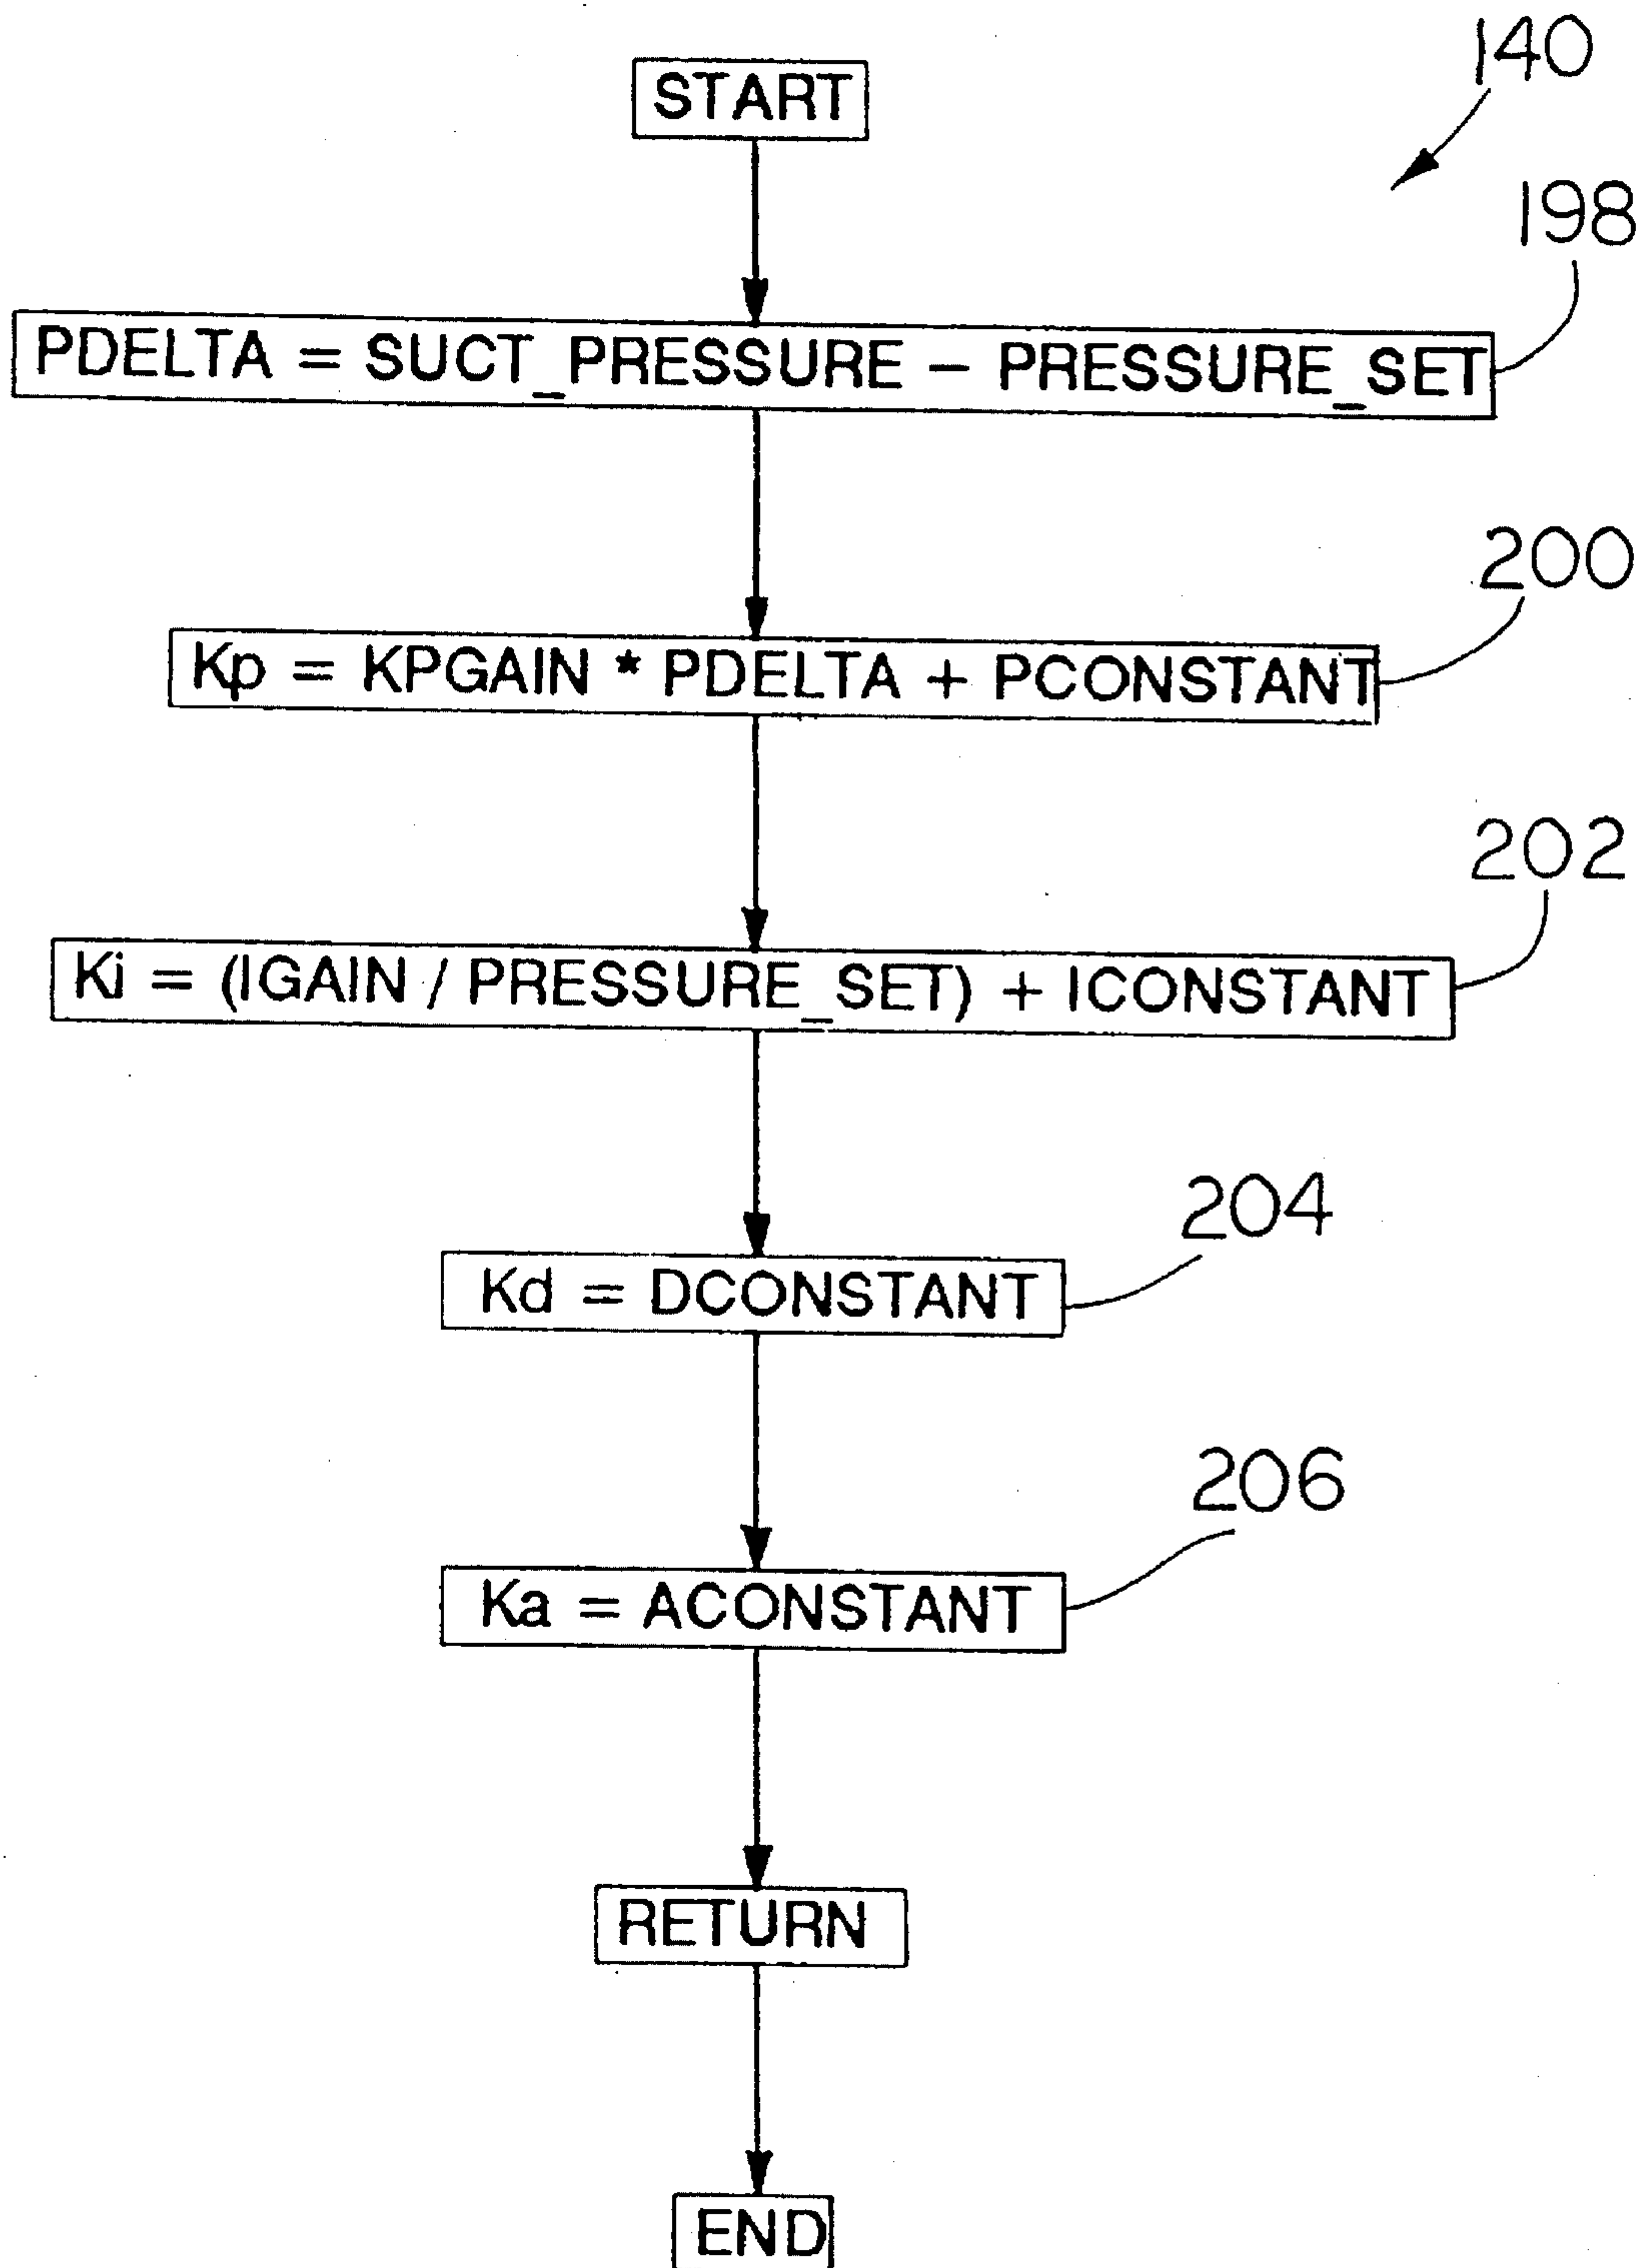 140
START
198
PDELTA = SUCT_PRESSURE - PRESSURE_SET
200
Kp = KPGAIN * PDELTA + PCONSTANT
202
Ki = (IGAIN / PRESSURE_SET) + ICONSTANT
204
Kd = DCONSTANT
206
Ka = ACONSTANT
RETURN
END